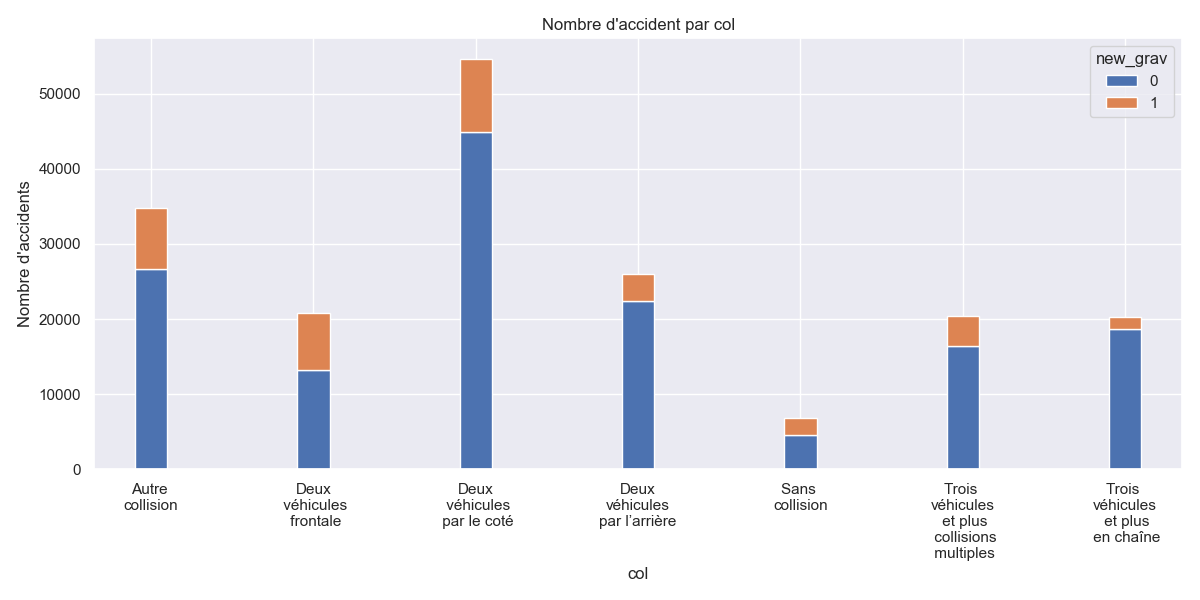 Nombre d'accident par col
new_grav
0
1
Nombre d'accidents
50000
40000
30000
20000
10000
0
Autre
collision
Deux
véhicules
frontale
Deux
véhicules
par le coté
Deux
véhicules
par l’arrière
Sans
collision
Trois
véhicules
et plus
collisions
multiples
Trois
véhicules
et plus
en chaîne
col